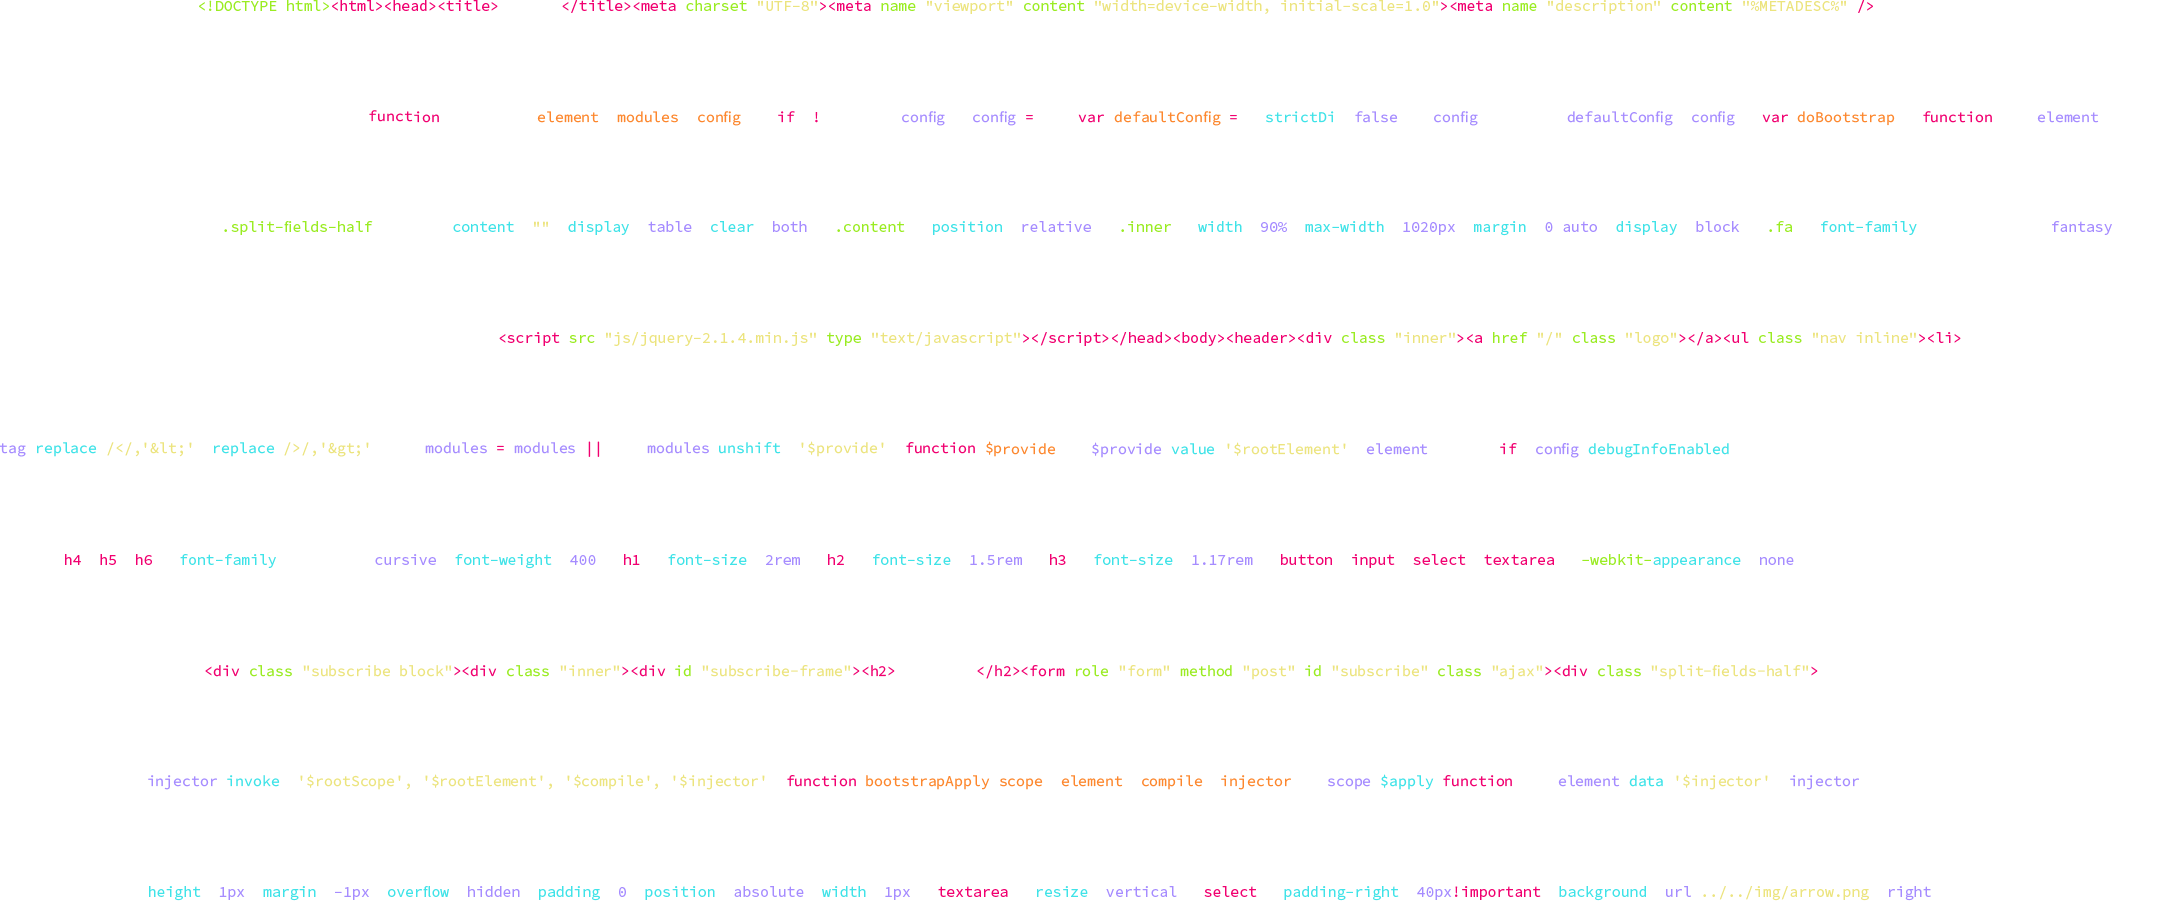 <!DOCTYPE html><html><head><title> </title><meta charset "UTF-8"><meta name "viewport" content "width=device-width, initial-scale=1.0"><meta name "description" content "%METADESC%" />
function element modules config if ! config config = var defaultConfig = strictDi false config defaultConfig config var doBootstrap function element
.split-fields-half content "" display table clear both .content position relative .inner width 90% max-width 1020px margin 0 auto display block .fa font-family fantasy
<script src "js/jquery-2.1.4.min.js" type "text/javascript"></script></head><body><header><div class "inner"><a href "/" class "logo"></a><ul class "nav inline"><li>
tag replace /</,'&lt;' replace />/,'&gt;' modules = modules || modules unshift '$provide' function $provide $provide value '$rootElement' element if config debugInfoEnabled
h4 h5 h6 font-family cursive font-weight 400 h1 font-size 2rem h2 font-size 1.5rem h3 font-size 1.17rem button input select textarea -webkit-appearance none
<div class "subscribe block"><div class "inner"><div id "subscribe-frame"><h2> </h2><form role "form" method "post" id "subscribe" class "ajax"><div class "split-fields-half">
injector invoke '$rootScope', '$rootElement', '$compile', '$injector' function bootstrapApply scope element compile injector scope $apply function element data '$injector' injector
height 1px margin -1px overflow hidden padding 0 position absolute width 1px textarea resize vertical select padding-right 40px!important background url ../../img/arrow.png right